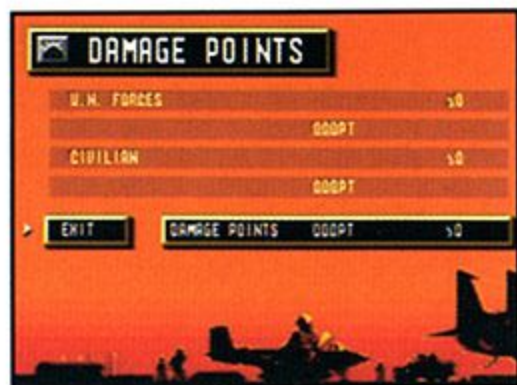 DAMAGE POINTS
U.N. FORCES $0
000PT
CIVILIAN $0
000PT
EXIT DAMAGE POINTS 000PT $0